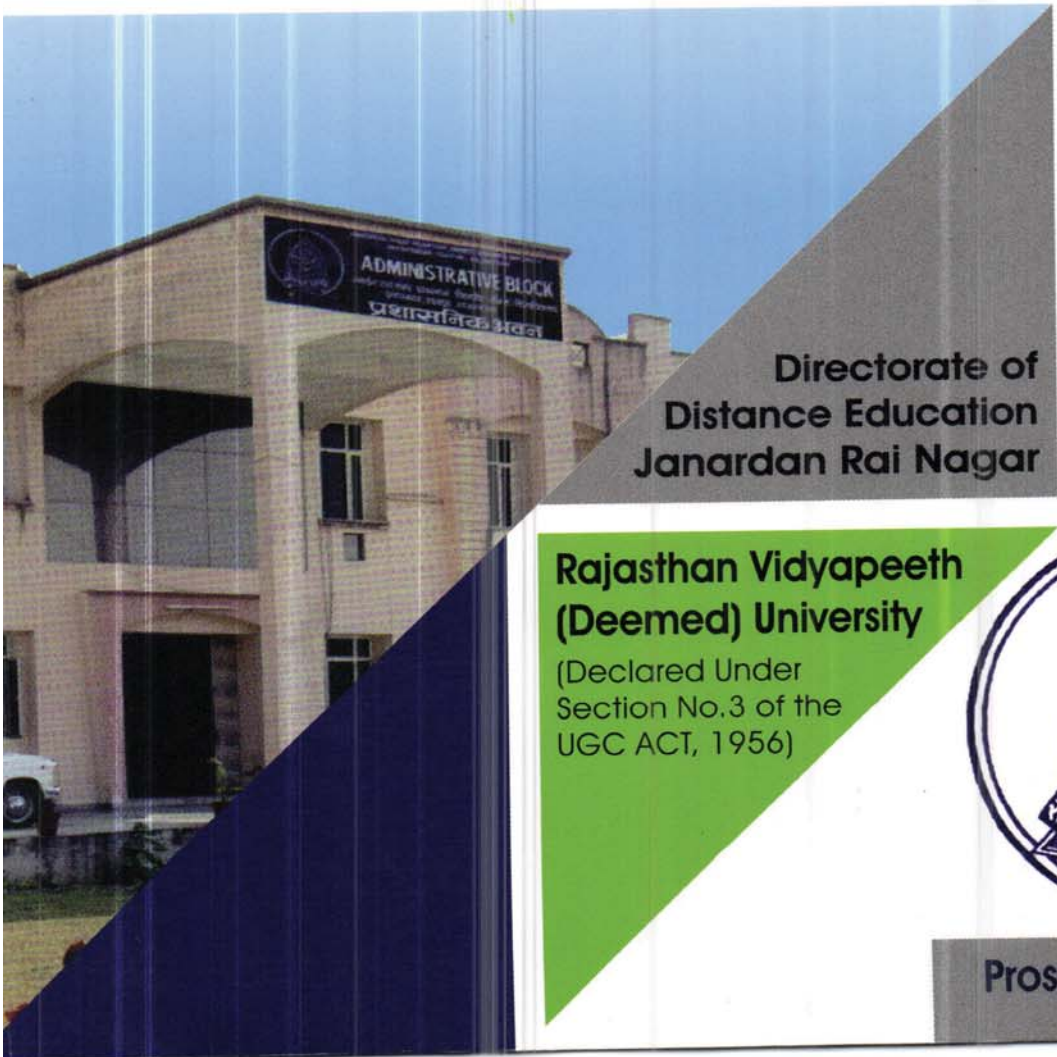 ADMINISTRATIVE BLOCK
प्रशासनिक भवन
Directorate of
Distance Education
Janardan Rai Nagar
Rajasthan Vidyapeeth
(Deemed) University
(Declared Under
Section No.3 of the
UGC ACT, 1956)
Pros